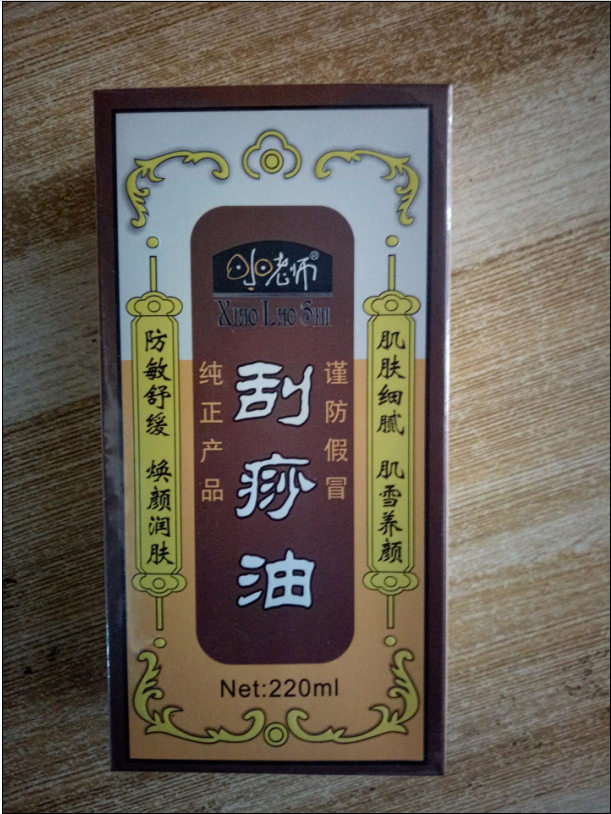 小老师®
XIAO LAO SHI
刮痧油
谨防假冒
纯正产品
肌肤细腻 肌雪养颜
防敏舒缓 焕颜润肤
Net:220ml